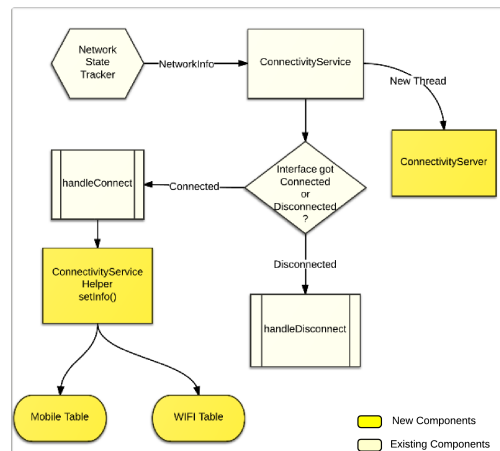 Network
State
Tracker
NetworkInfo
ConnectivityService
New Thread
ConnectivityServer
Interface got
Connected
or
Disconnected
?
Connected
handleConnect
ConnectivityService
Helper
setInfo()
Disconnected
handleDisconnect
Mobile Table
WIFI Table
New Components
Existing Components